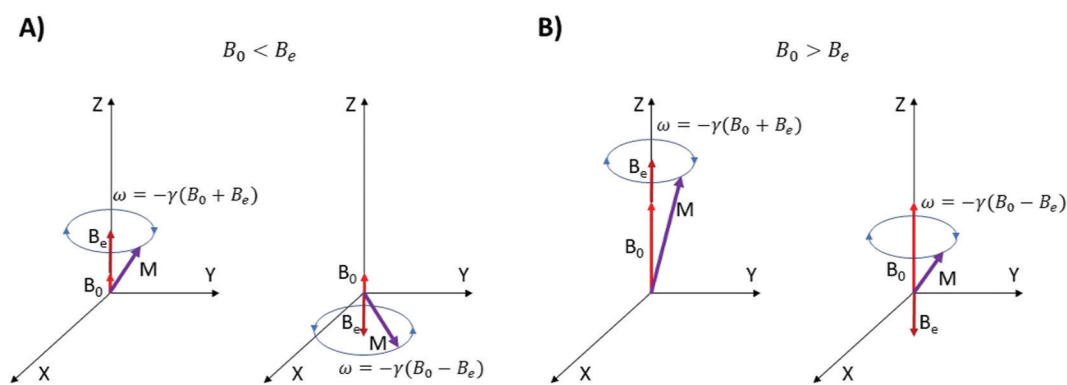 A)
B₀ < Bₑ
Z
ω = −γ(B₀ + Bₑ)
Bₑ
B₀
M
Y
X
Z
B₀
Y
Bₑ
M
X
ω = −γ(B₀ − Bₑ)
B)
B₀ > Bₑ
Z
ω = −γ(B₀ + Bₑ)
Bₑ
M
B₀
Y
X
Z
ω = −γ(B₀ − Bₑ)
B₀
M
Y
Bₑ
X